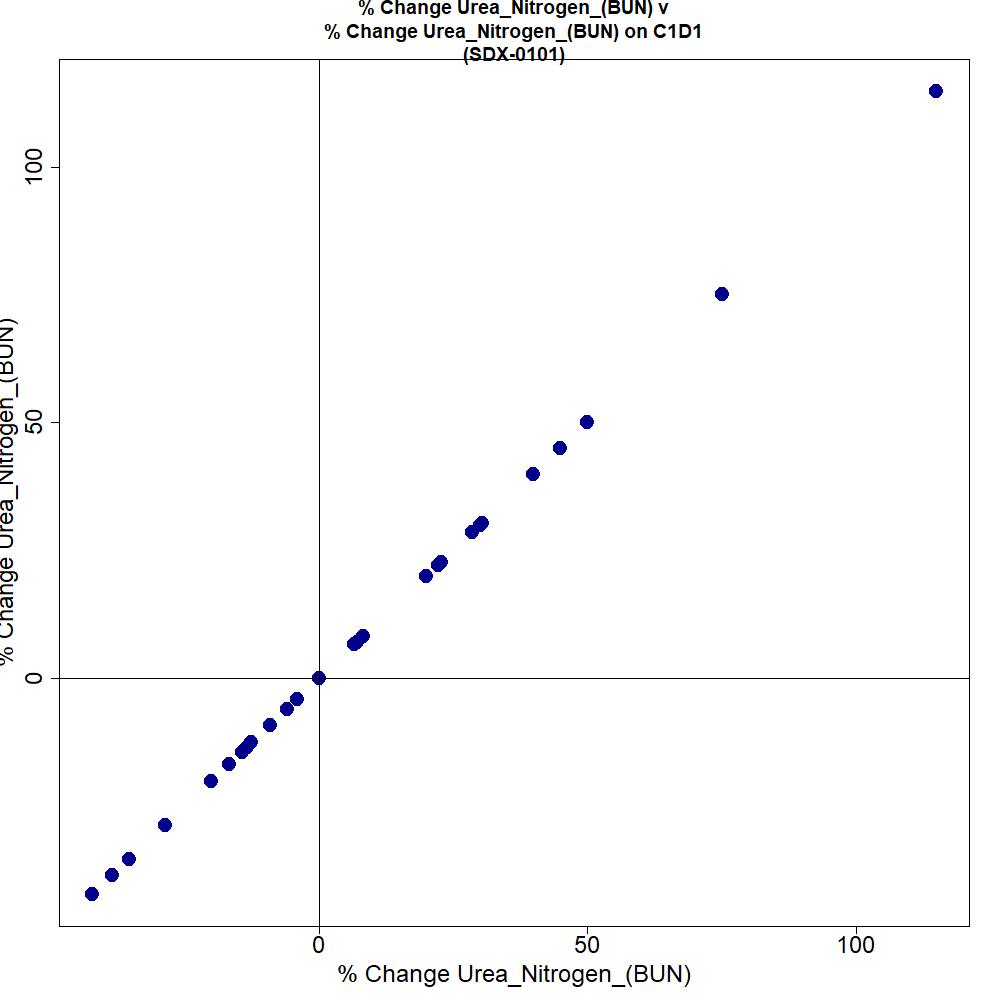 % Change Urea_Nitrogen_(BUN) v
% Change Urea_Nitrogen_(BUN) on C1D1
(SDX-0101)
% Change Urea_Nitrogen_(BUN)
100
50
0
0 50 100
% Change Urea_Nitrogen_(BUN)